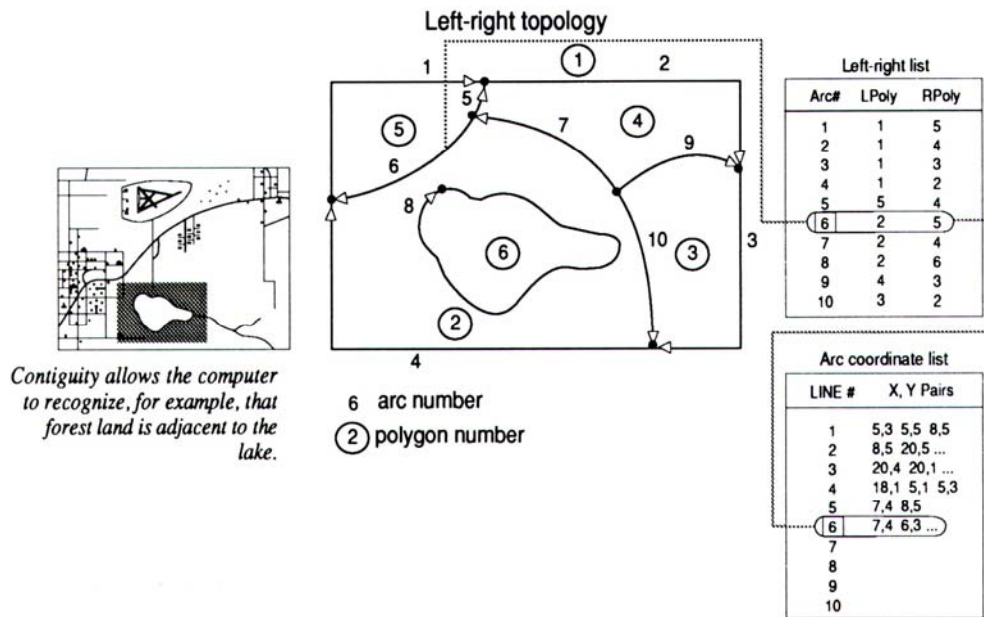 Left-right topology
1
1
2
5
5
4
7
9
6
8
10
3
6
3
2
4
6 arc number
2 polygon number
Contiguity allows the computer
to recognize, for example, that
forest land is adjacent to the
lake.
Left-right list
Arc# LPoly RPoly
1 1 5
2 1 4
3 1 3
4 1 2
5 5 4
6 2 5
7 2 4
8 2 6
9 4 3
10 3 2
Arc coordinate list
LINE # X, Y Pairs
1 5,3 5,5 8,5
2 8,5 20,5 ...
3 20,4 20,1 ...
4 18,1 5,1 5,3
5 7,4 8,5
6 7,4 6,3 ...
7
8
9
10